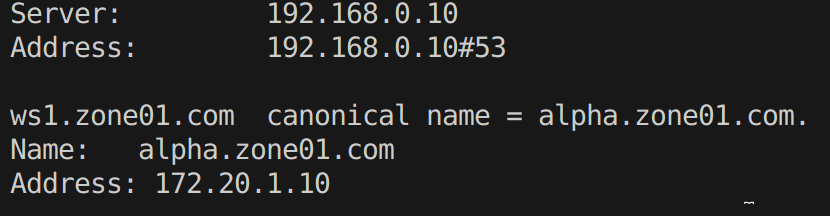 Server:         192.168.0.10
Address:        192.168.0.10#53

ws1.zone01.com  canonical name = alpha.zone01.com.
Name:   alpha.zone01.com
Address: 172.20.1.10